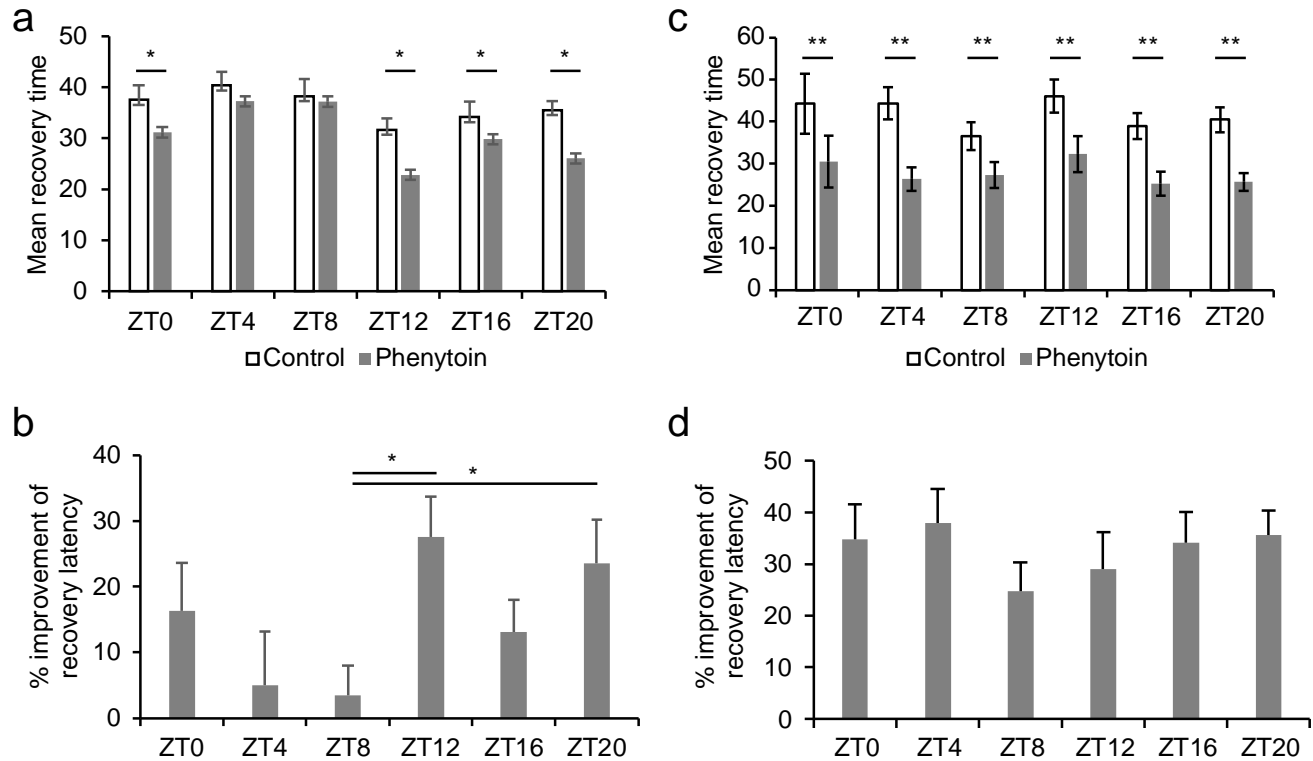 a
Mean recovery time
50
40
30
20
10
0
* * * *
ZT0 ZT4 ZT8 ZT12 ZT16 ZT20
Control Phenytoin
c
Mean recovery time
60
50
40
30
20
10
0
** ** ** ** ** **
ZT0 ZT4 ZT8 ZT12 ZT16 ZT20
Control Phenytoin
b
% improvement of
recovery latency
40
30
20
10
0
*
*
ZT0 ZT4 ZT8 ZT12 ZT16 ZT20
d
% improvement of
recovery latency
50
40
30
20
10
0
ZT0 ZT4 ZT8 ZT12 ZT16 ZT20